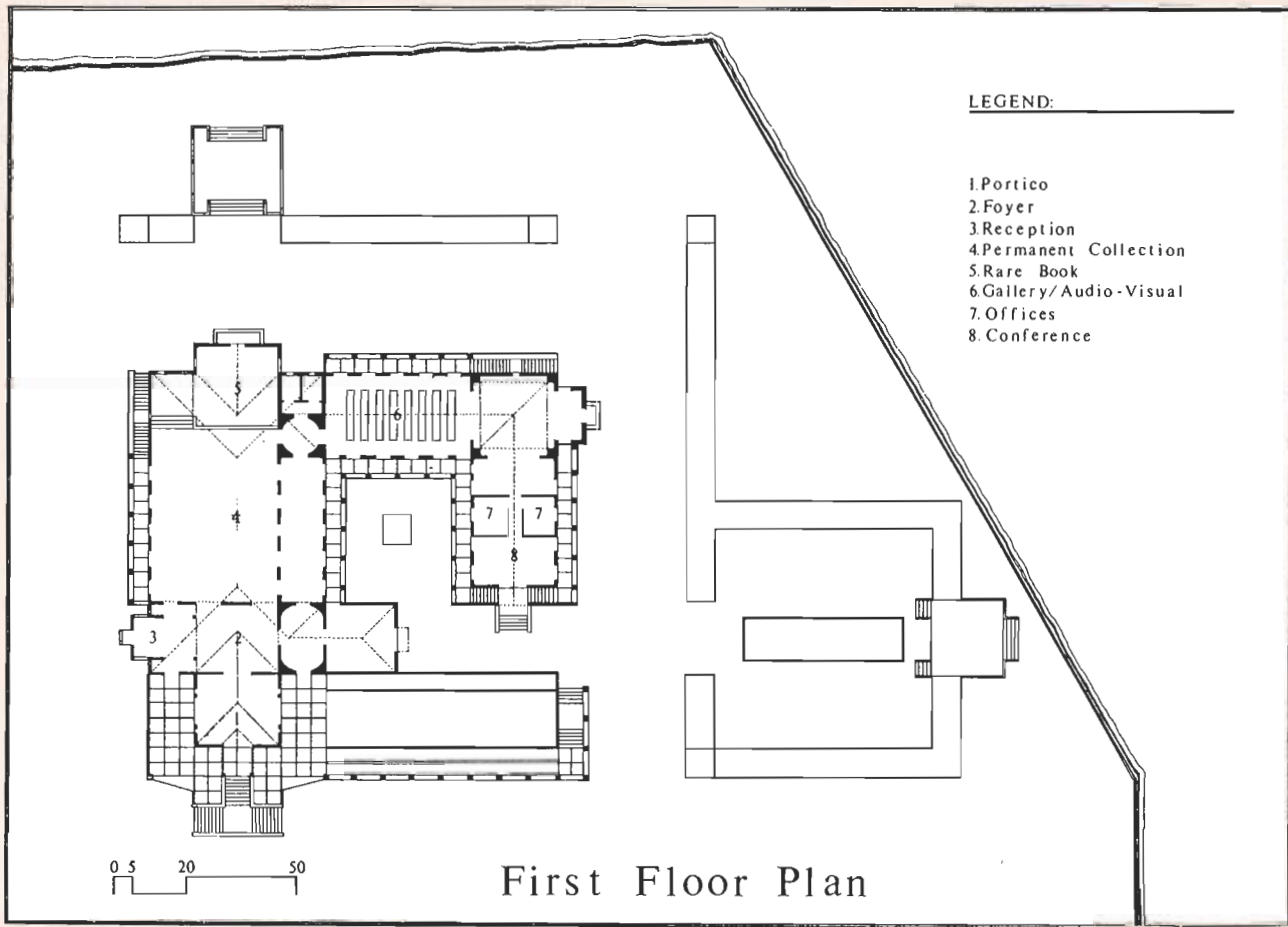 LEGEND:
1.Portico
2.Foyer
3.Reception
4.Permanent Collection
5.Rare Book
6.Gallery/Audio-Visual
7.Offices
8.Conference
5
6
4
7 7
8
3 2
0 5 20 50
First Floor Plan